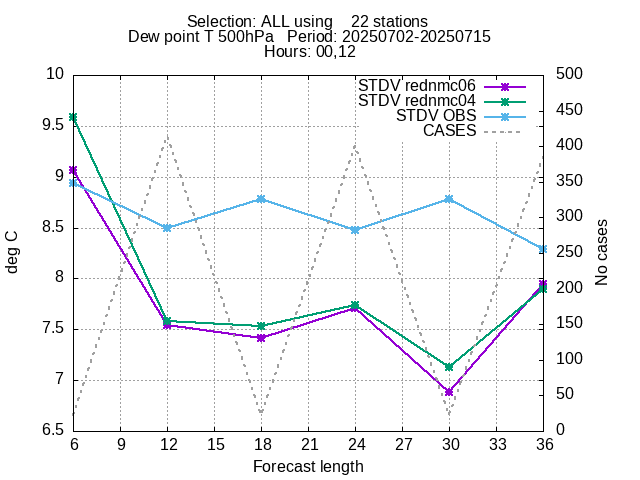 Selection: ALL using    22 stations
Dew point T 500hPa   Period: 20250702-20250715
Hours: 00,12
10
9.5
9
8.5
8
7.5
7
6.5
deg C
STDV rednmc06
STDV rednmc04
STDV OBS
CASES
500
450
400
350
300
250
200
150
100
50
0
No cases
6 9 12 15 18 21 24 27 30 33 36
Forecast length